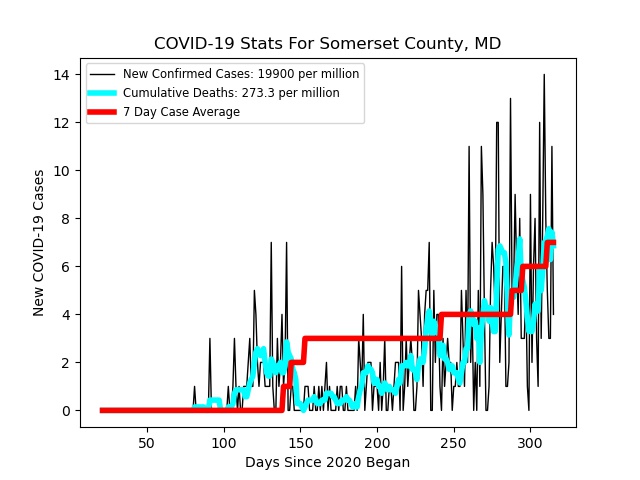 COVID-19 Stats For Somerset County, MD
New Confirmed Cases: 19900 per million
Cumulative Deaths: 273.3 per million
7 Day Case Average
New COVID-19 Cases
14
12
10
8
6
4
2
0
50 100 150 200 250 300
Days Since 2020 Began